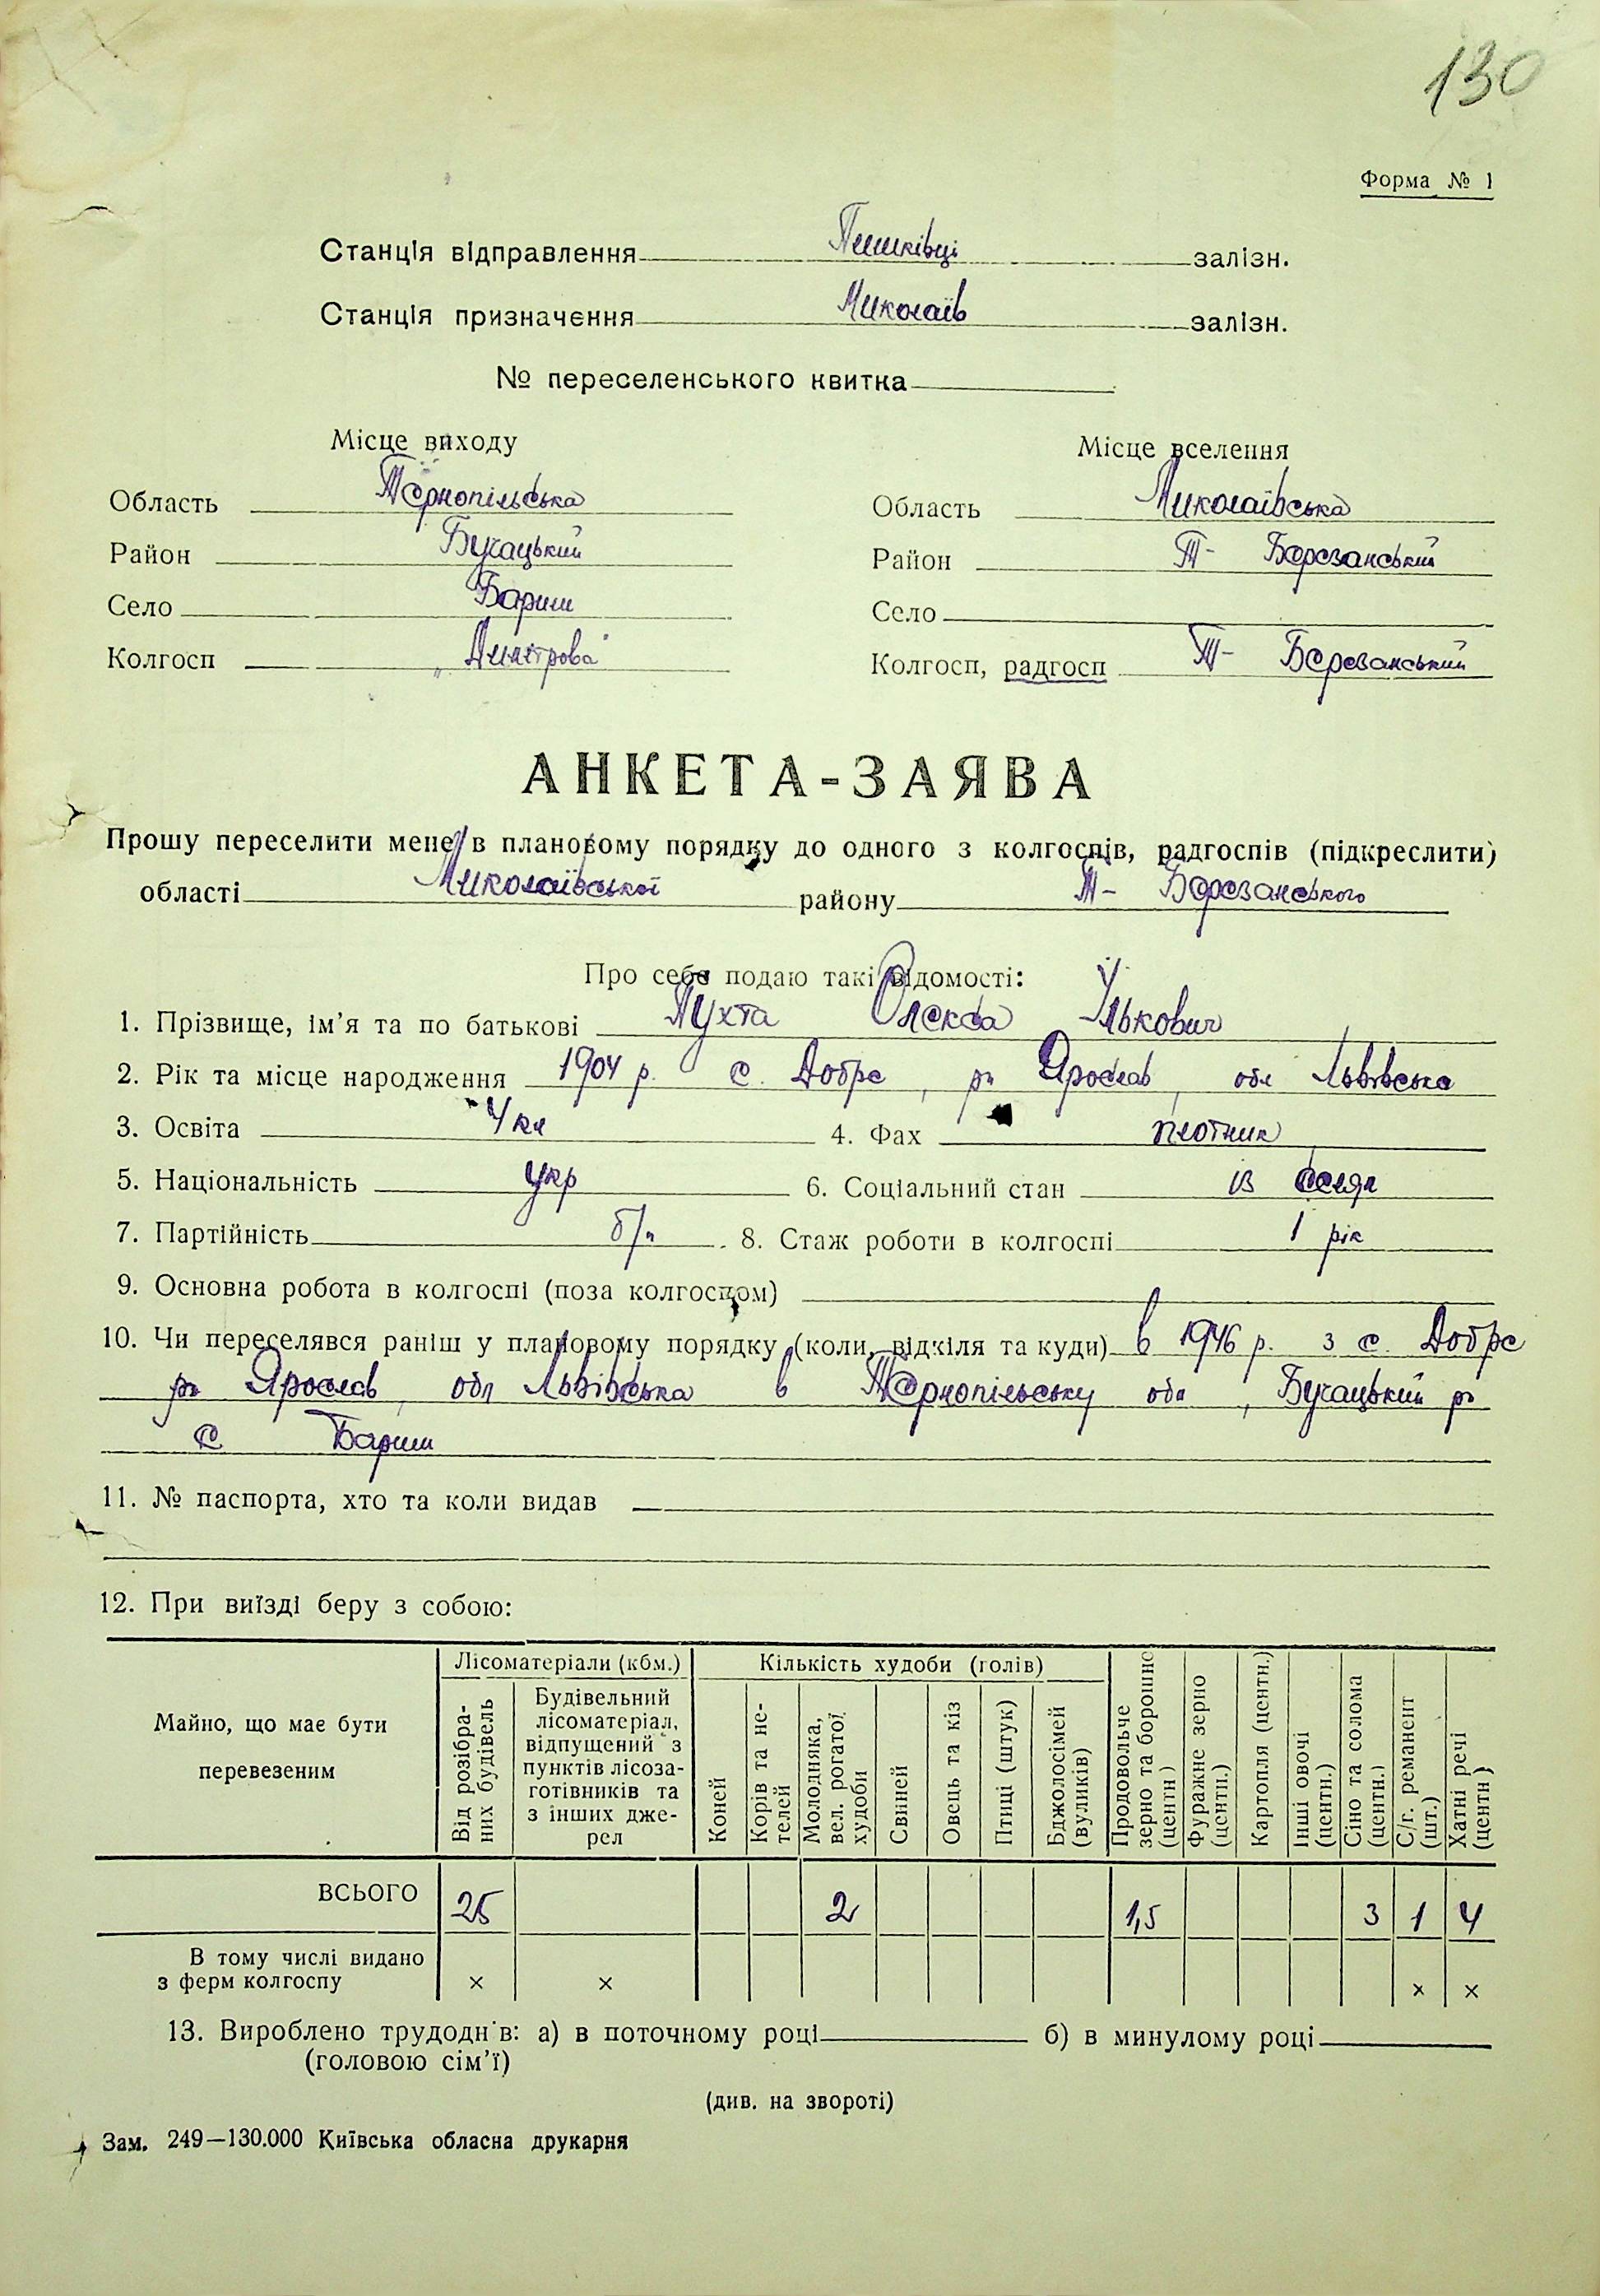 130
Форма № 1
Станція відправлення Пишківці залізн.
Станція призначення Миколаїв залізн.
№ переселенського квитка
Місце виходу Місце вселення
Область Тернопільська Область Миколаївська
Район Бучацький Район Т- Березанський
Село Бариш Село
Колгосп „Димітрова" Колгосп, радгосп Т- Березанський
АНКЕТА-ЗАЯВА
Прошу переселити мене в плановому порядку до одного з колгоспів, радгоспів (підкреслити)
області Миколаївської району Т- Березанського
Про себе подаю такі відомості:
1. Прізвище, ім'я та по батькові Пухта Олекса Ількович
2. Рік та місце народження 1904 р. с. Добре, рн Ярослав, обл Львівська
3. Освіта 4 кл 4. Фах плотник
5. Національність укр 6. Соціальний стан із селян
7. Партійність б/п 8. Стаж роботи в колгоспі 1 рік
9. Основна робота в колгоспі (поза колгоспом)
10. Чи переселявся раніш у плановому порядку (коли, відкіля та куди) в 1946 р. з с. Добре
рн Ярослав, обл Львівська в Тернопільську обл, Бучацький рн
с Бариш
11. № паспорта, хто та коли видав
12. При виїзді беру з собою:
Майно, що має бути перевезеним
Лісоматеріали (кбм.)
Від розібраних будівель
Будівельний лісоматеріал, відпущений з пунктів лісозаготівників та з інших джерел
Кількість худоби (голів)
Коней
Корів та нетелей
Молодняка, вел. рогатої худоби
Свиней
Овець та кіз
Птиці (штук)
Бджолосімей (вуликів)
Продовольче зерно та борошно (центн)
Фуражне зерно (центн.)
Картопля (центн.)
Інші овочі (центн.)
Сіно та солома (центн.)
С/г. реманент (шт.)
Хатні речі (центн)
ВСЬОГО 25 2 1,5 3 1 4
В тому числі видано
з ферм колгоспу × × × ×
13. Вироблено трудоднів: а) в поточному році б) в минулому році
(головою сім'ї)
(див. на звороті)
Зам. 249—130.000 Київська обласна друкарня